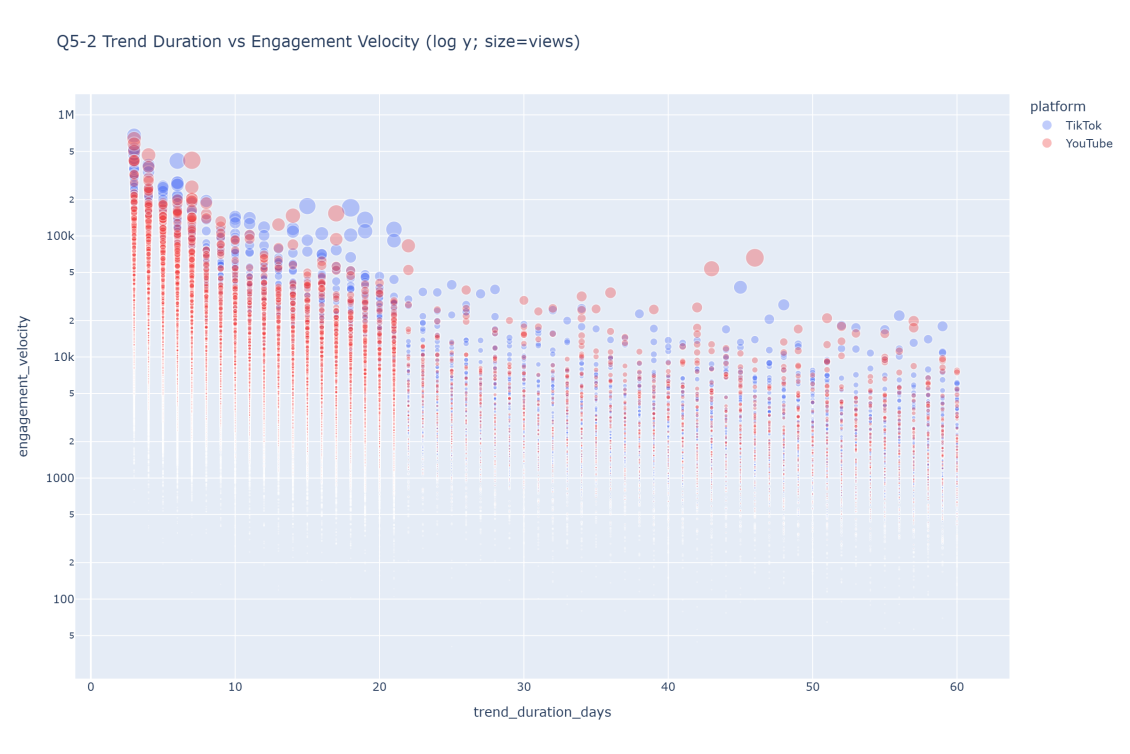 Q5-2 Trend Duration vs Engagement Velocity (log y; size=views)
platform
TikTok
YouTube
1M
5
2
100k
5
2
10k
5
2
1000
5
2
100
5
engagement_velocity
0
10
20
30
40
50
60
trend_duration_days